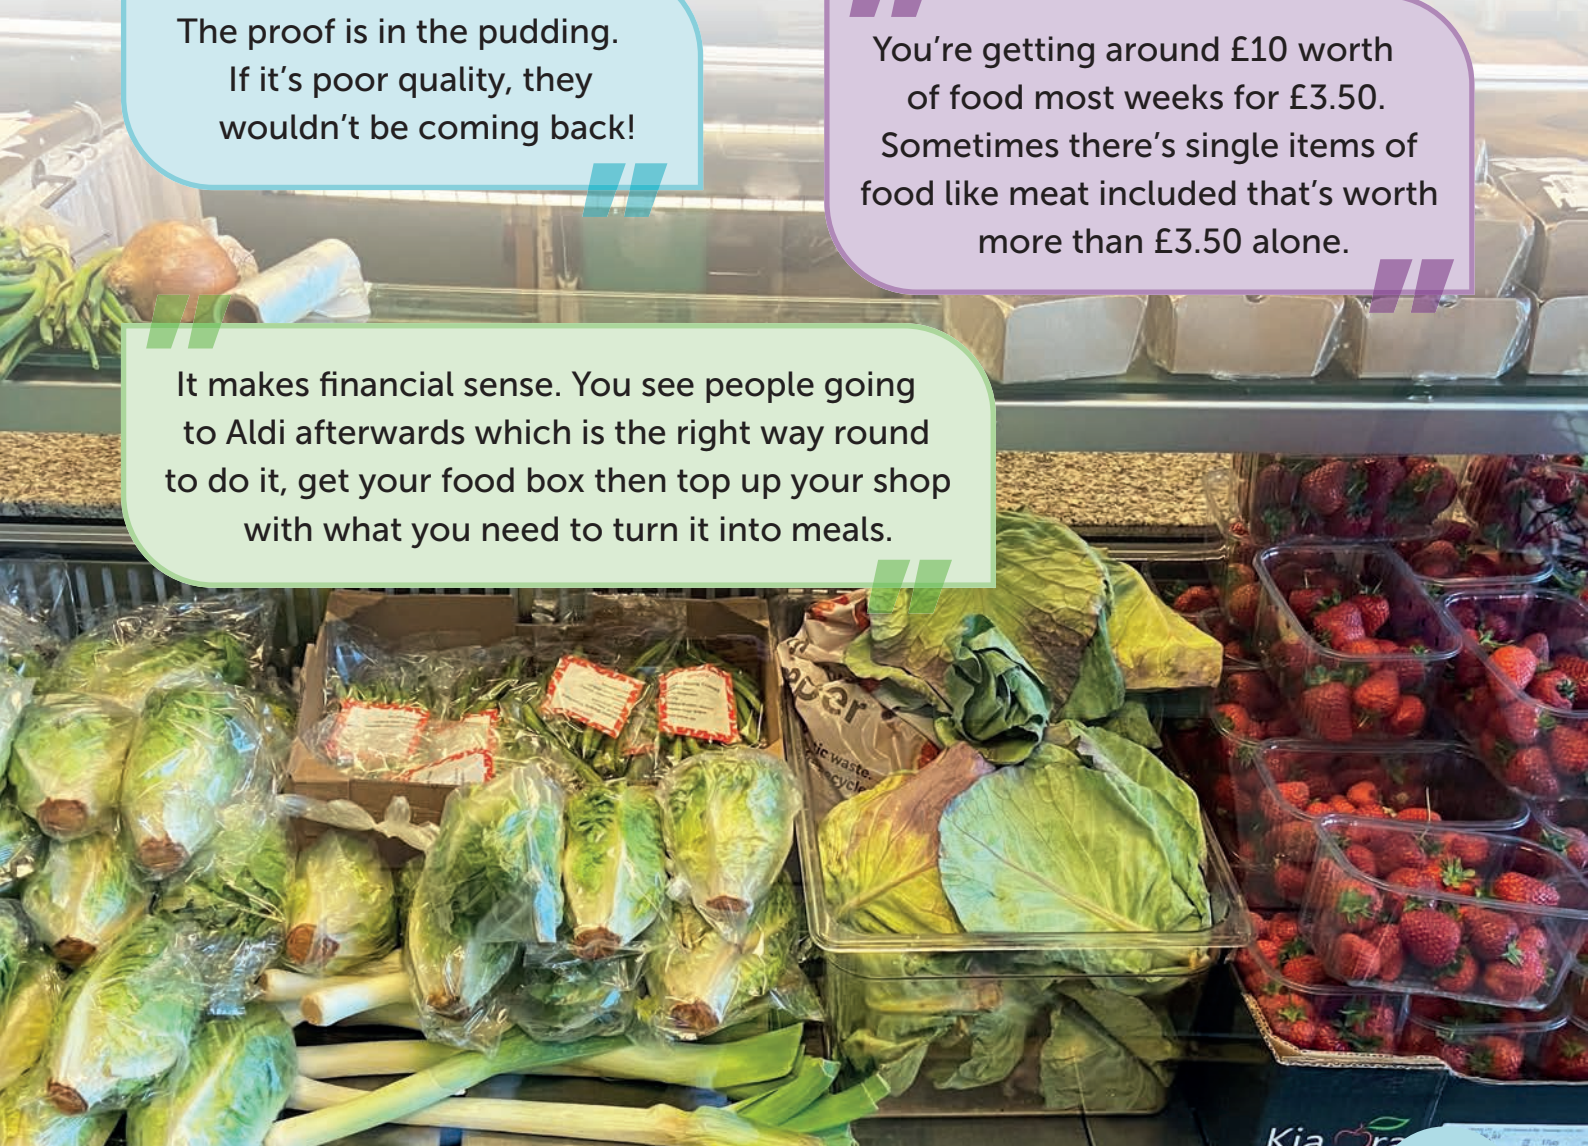 The proof is in the pudding.
If it’s poor quality, they
wouldn’t be coming back!
You’re getting around £10 worth
of food most weeks for £3.50.
Sometimes there’s single items of
food like meat included that’s worth
more than £3.50 alone.
It makes financial sense. You see people going
to Aldi afterwards which is the right way round
to do it, get your food box then top up your shop
with what you need to turn it into meals.
tic waste.
Kia